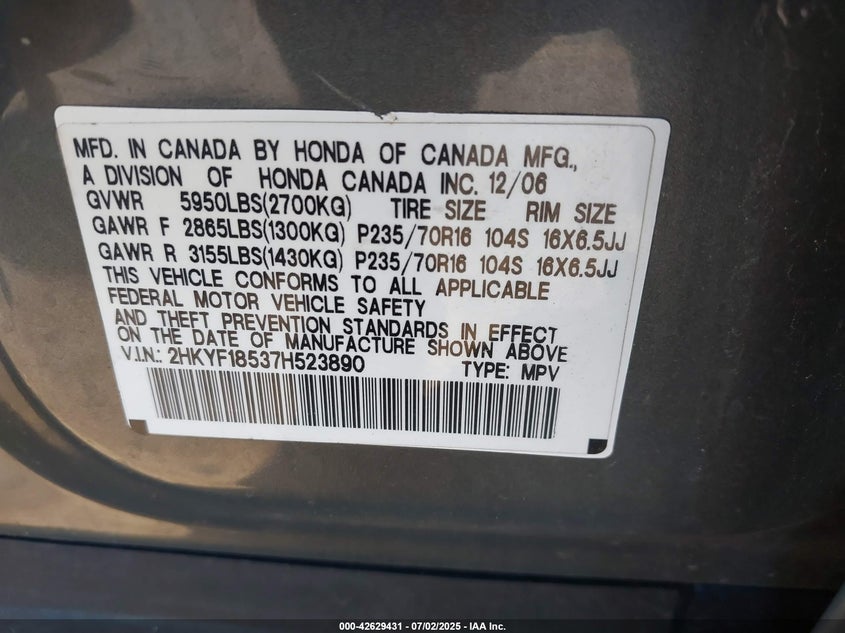 MFD. IN CANADA BY HONDA OF CANADA MFG.,
A DIVISION OF HONDA CANADA INC. 12/06
GVWR 5950LBS(2700KG) TIRE SIZE RIM SIZE
GAWR F 2865LBS(1300KG) P235/70R16 104S 16X6.5JJ
GAWR R 3155LBS(1430KG) P235/70R16 104S 16X6.5JJ
THIS VEHICLE CONFORMS TO ALL APPLICABLE
FEDERAL MOTOR VEHICLE SAFETY
AND THEFT PREVENTION STANDARDS IN EFFECT
ON THE DATE OF MANUFACTURE SHOWN ABOVE
V.I.N.: 2HKYF18537H523890 TYPE: MPV
000-42629431 - 07/02/2025 - IAA Inc.